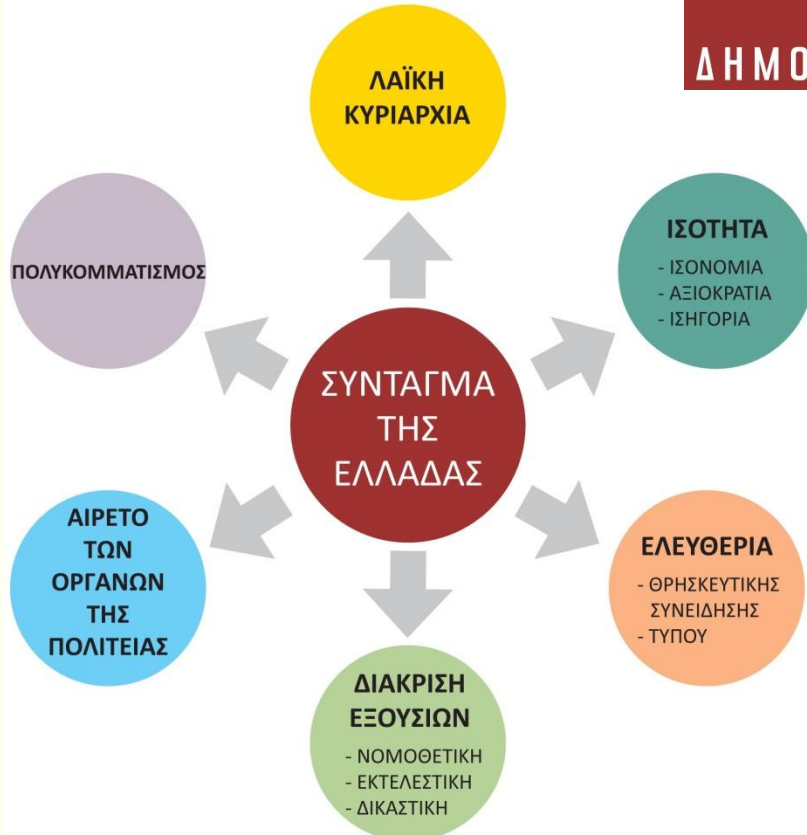 ΔΗΜΟ
ΛΑΪΚΗ
ΚΥΡΙΑΡΧΙΑ
ΙΣΟΤΗΤΑ
- ΙΣΟΝΟΜΙΑ
- ΑΞΙΟΚΡΑΤΙΑ
- ΙΣΗΓΟΡΙΑ
ΠΟΛΥΚΟΜΜΑΤΙΣΜΟΣ
ΣΥΝΤΑΓΜΑ
ΤΗΣ
ΕΛΛΑΔΑΣ
ΑΙΡΕΤΟ
ΤΩΝ
ΟΡΓΑΝΩΝ
ΤΗΣ
ΠΟΛΙΤΕΙΑΣ
ΕΛΕΥΘΕΡΙΑ
- ΘΡΗΣΚΕΥΤΙΚΗΣ
ΣΥΝΕΙΔΗΣΗΣ
- ΤΥΠΟΥ
ΔΙΑΚΡΙΣΗ
ΕΞΟΥΣΙΩΝ
- ΝΟΜΟΘΕΤΙΚΗ
- ΕΚΤΕΛΕΣΤΙΚΗ
- ΔΙΚΑΣΤΙΚΗ